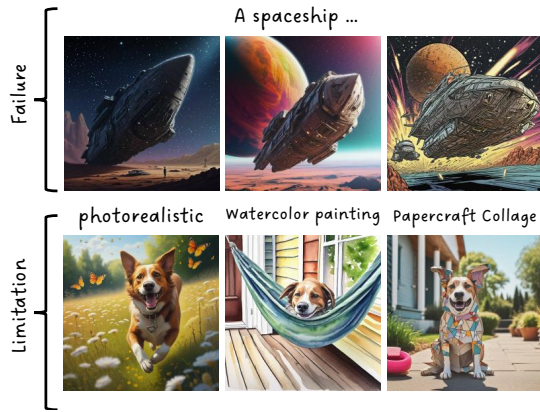 A spaceship ...
Failure
photorealistic
Watercolor painting
Papercraft Collage
Limitation